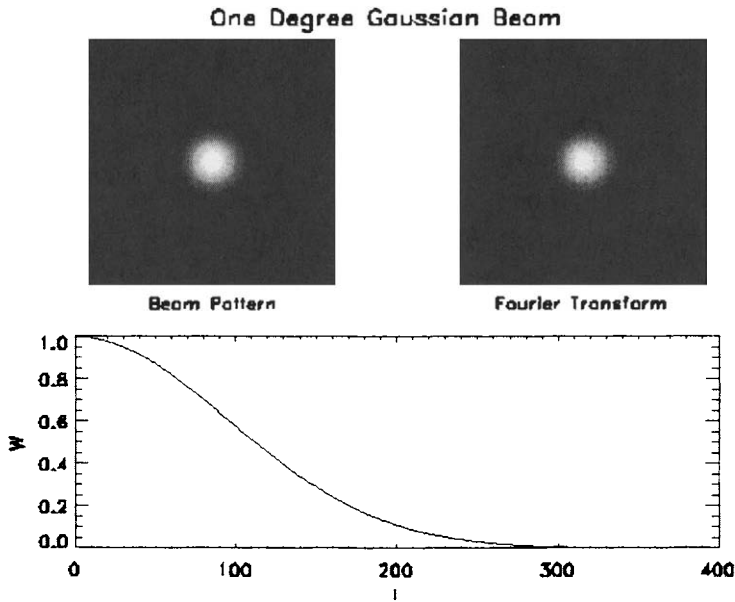 One Degree Gaussian Beam
Beam Pattern
Fourier Transform
1.0
0.8
0.6
0.4
0.2
0.0
W
0 100 200 300 400
l